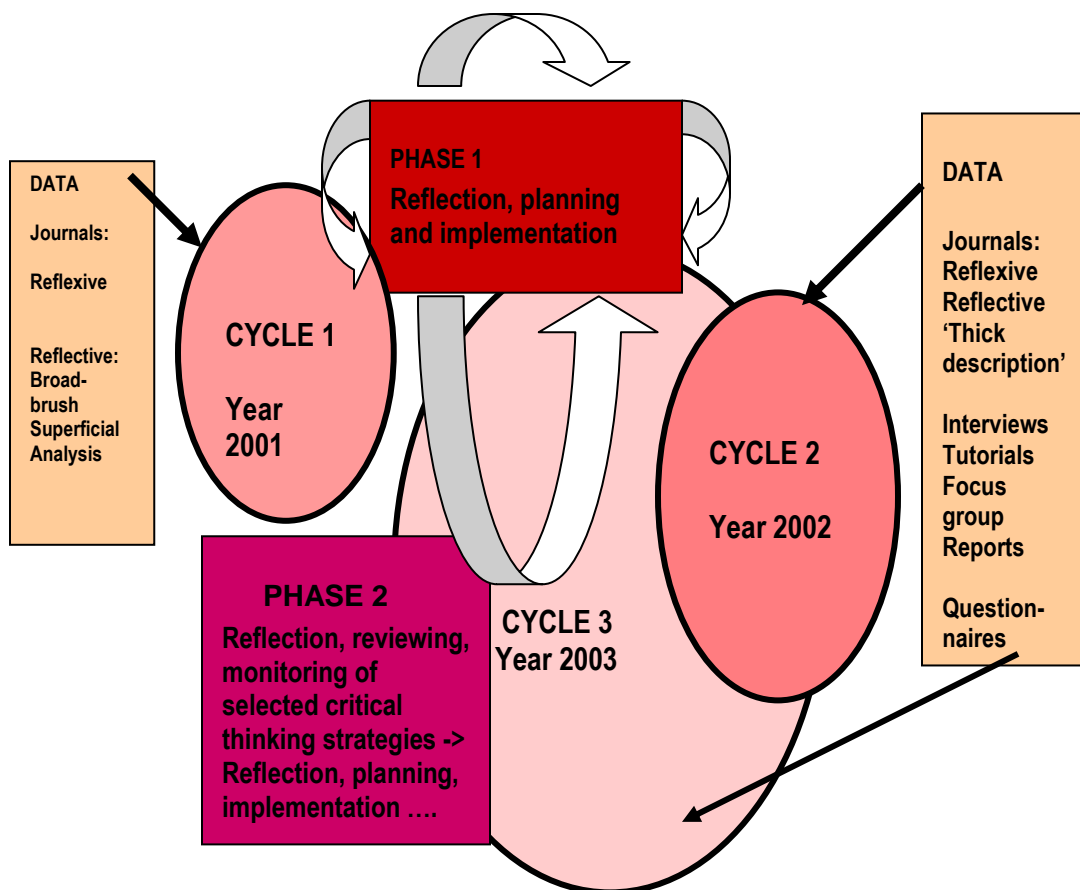 PHASE 1
Reflection, planning
and implementation
DATA
Journals:
Reflexive
Reflective:
Broad-
brush
Superficial
Analysis
CYCLE 1
Year
2001
DATA
Journals:
Reflexive
Reflective
‘Thick
description’
Interviews
Tutorials
Focus
group
Reports
Question-
naires
CYCLE 2
Year 2002
PHASE 2
Reflection, reviewing,
monitoring of
selected critical
thinking strategies ->
Reflection, planning,
implementation ….
CYCLE 3
Year 2003